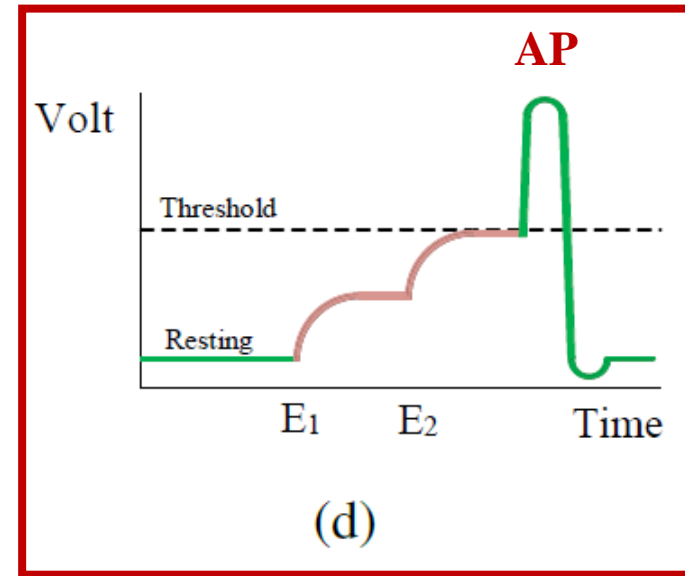 AP
Volt
Threshold
Resting
E1 E2 Time
(d)